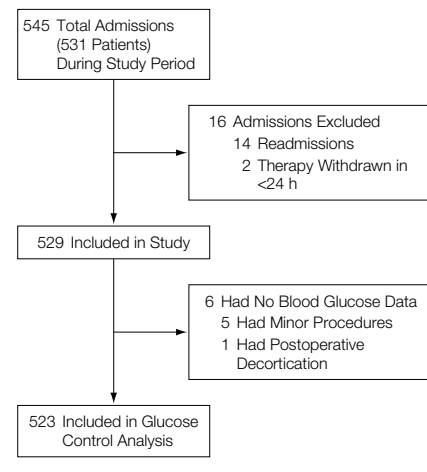 545 Total Admissions
(531 Patients)
During Study Period
16 Admissions Excluded
14 Readmissions
2 Therapy Withdrawn in
<24 h
529 Included in Study
6 Had No Blood Glucose Data
5 Had Minor Procedures
1 Had Postoperative
Decortication
523 Included in Glucose
Control Analysis